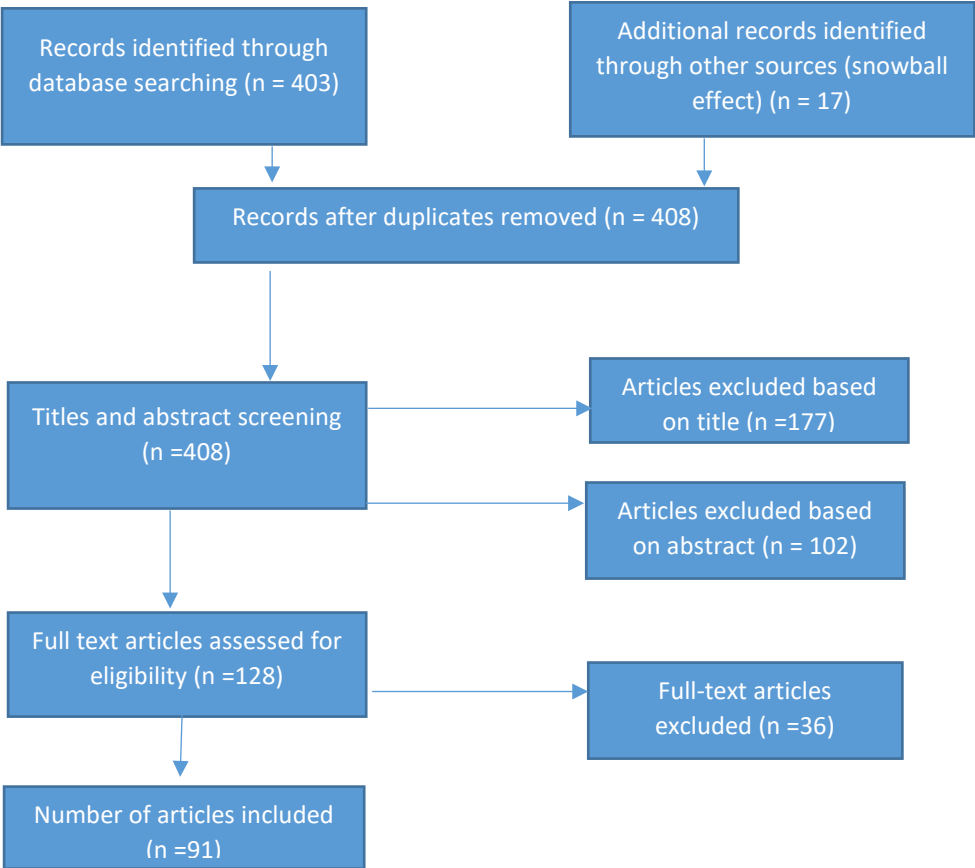 Records identified through
database searching (n = 403)
Additional records identified
through other sources (snowball
effect) (n = 17)
Records after duplicates removed (n = 408)
Titles and abstract screening
(n =408)
Articles excluded based
on title (n =177)
Articles excluded based
on abstract (n = 102)
Full text articles assessed for
eligibility (n =128)
Full-text articles
excluded (n =36)
Number of articles included
(n =91)